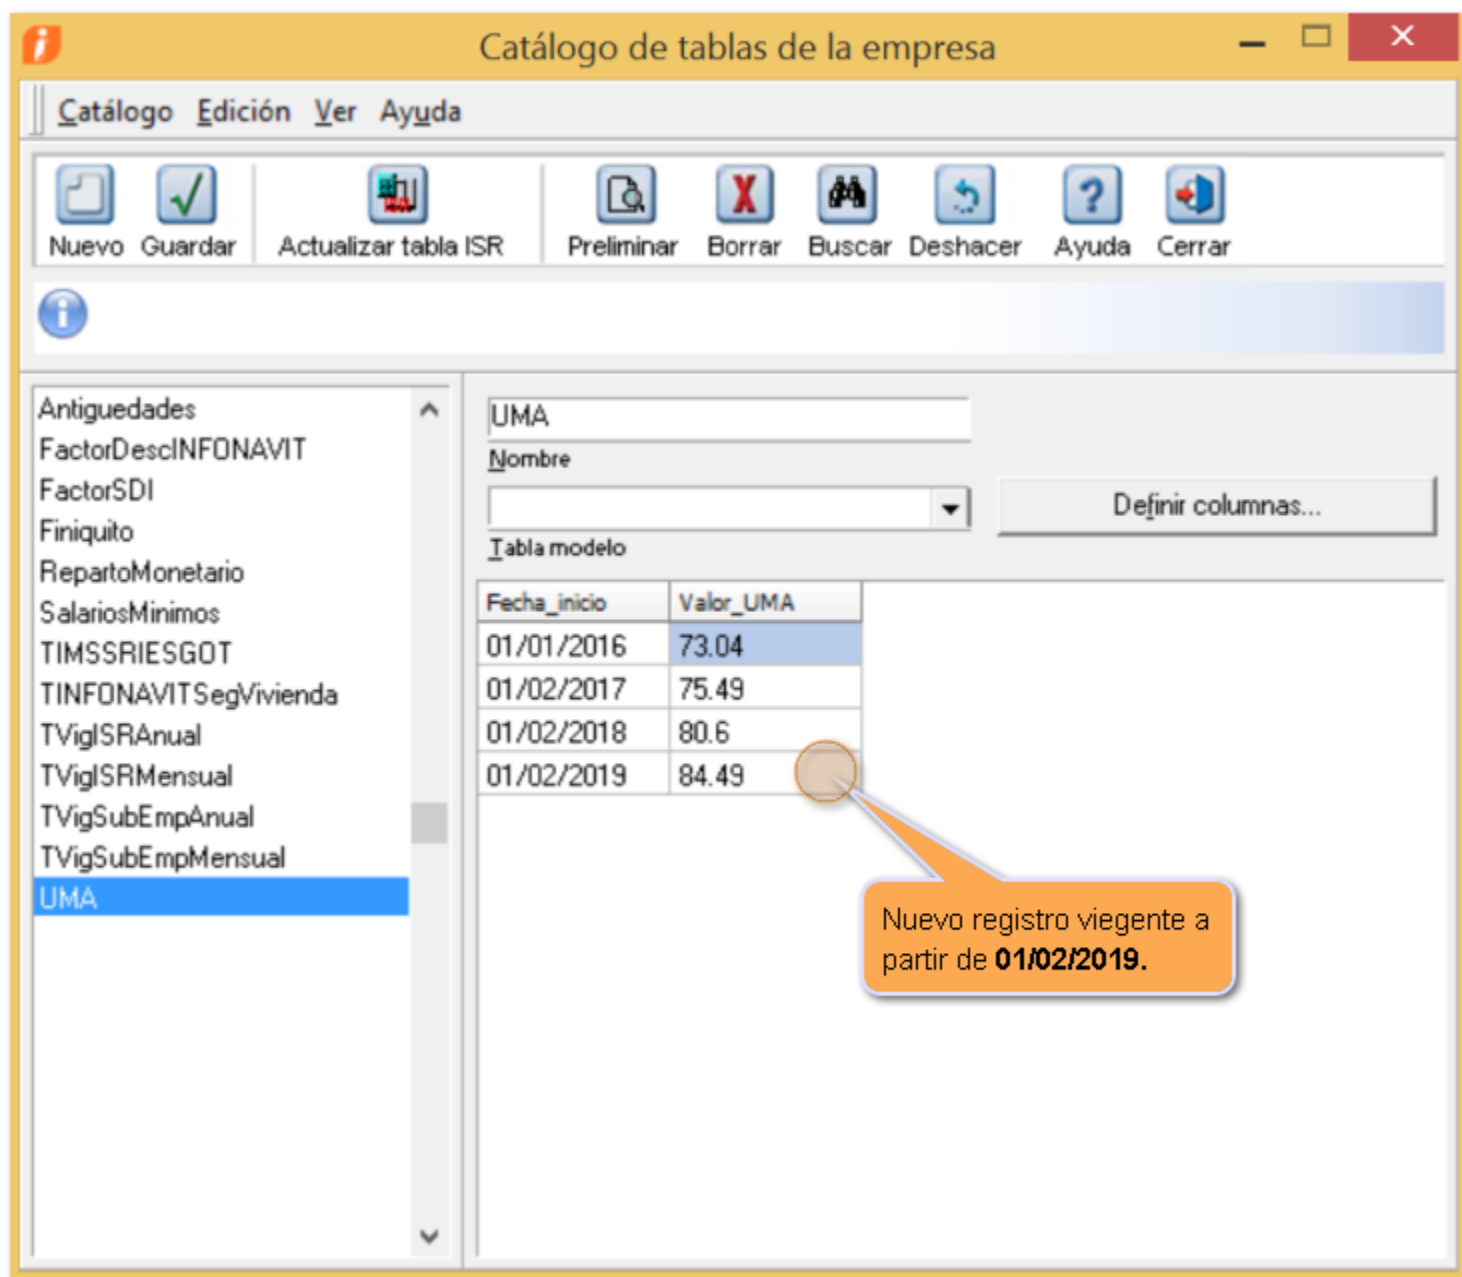 Catálogo de tablas de la empresa
Catálogo Edición Ver Ayuda
Nuevo Guardar Actualizar tabla ISR Preliminar Borrar Buscar Deshacer Ayuda Cerrar
Antiguedades
FactorDescINFONAVIT
FactorSDI
Finiquito
RepartoMonetario
SalariosMinimos
TIMSSRIESGOT
TINFONAVITSegVivienda
TVigISRAnual
TVigISRMensual
TVigSubEmpAnual
TVigSubEmpMensual
UMA
UMA
Nombre
Definir columnas...
Tabla modelo
Fecha_inicio Valor_UMA
01/01/2016 73.04
01/02/2017 75.49
01/02/2018 80.6
01/02/2019 84.49
Nuevo registro viegente a
partir de 01/02/2019.